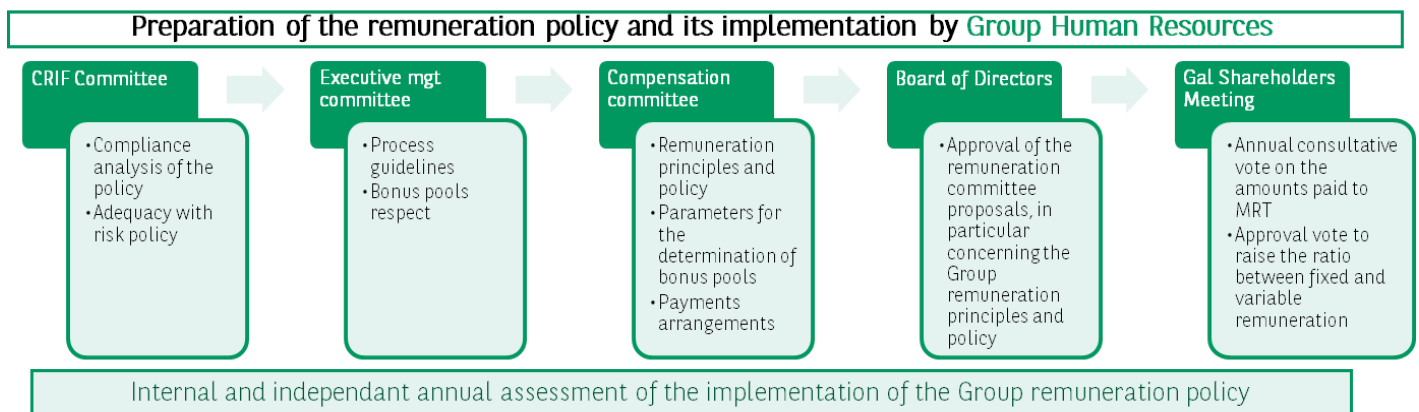 Preparation of the remuneration policy and its implementation by Group Human Resources
CRIF Committee
•Compliance
analysis of the
policy
•Adequacy with
risk policy
Executive mgt
committee
•Process
guidelines
•Bonus pools
respect
Compensation
committee
•Remuneration
principles and
policy
•Parameters for
the
determination of
bonus pools
•Payments
arrangements
Board of Directors
•Approval of the
remuneration
committee
proposals, in
particular
concerning the
Group
remuneration
principles and
policy
Gal Shareholders
Meeting
•Annual consultative
vote on the
amounts paid to
MRT
•Approval vote to
raise the ratio
between fixed and
variable
remuneration
Internal and independant annual assessment of the implementation of the Group remuneration policy